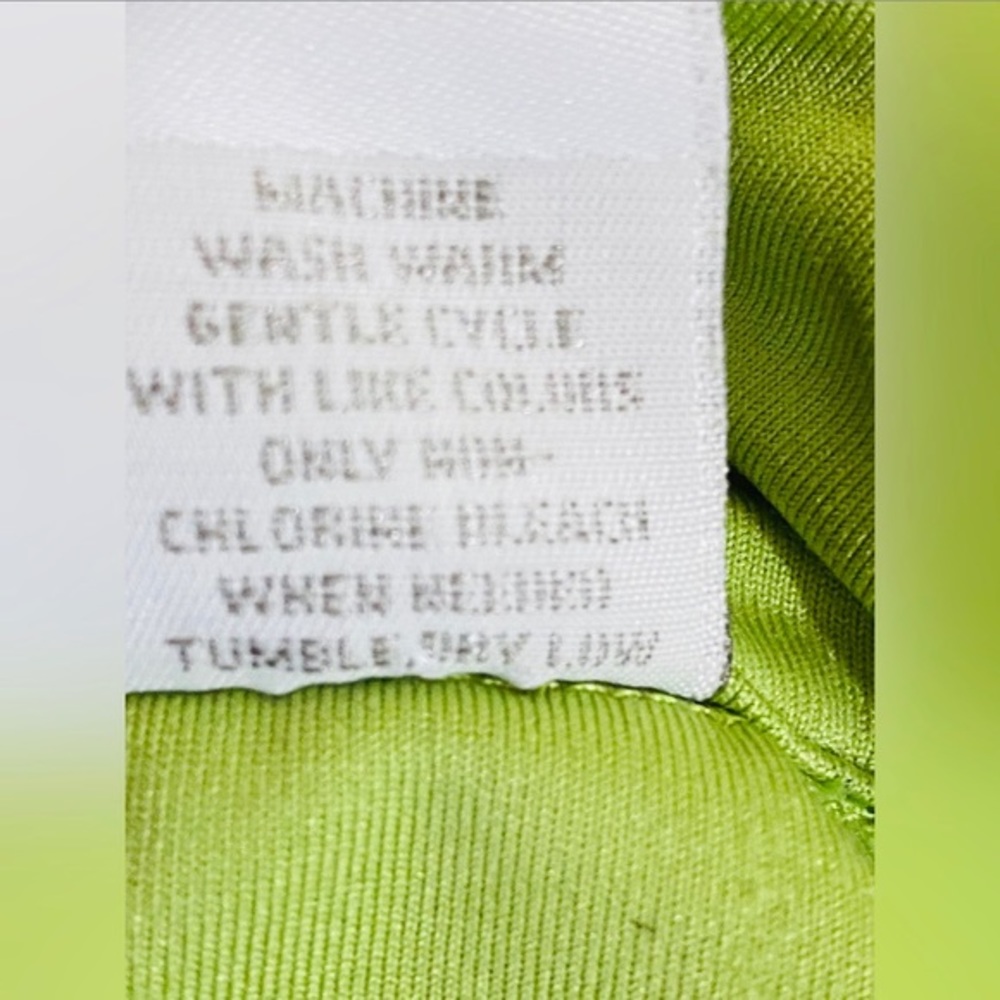 MACHINE
WASH WARM
GENTLE CYCLE
WITH LIKE COLORS
ONLY NON-
CHLORINE BLEACH
WHEN NEEDED
TUMBLE DRY LOW